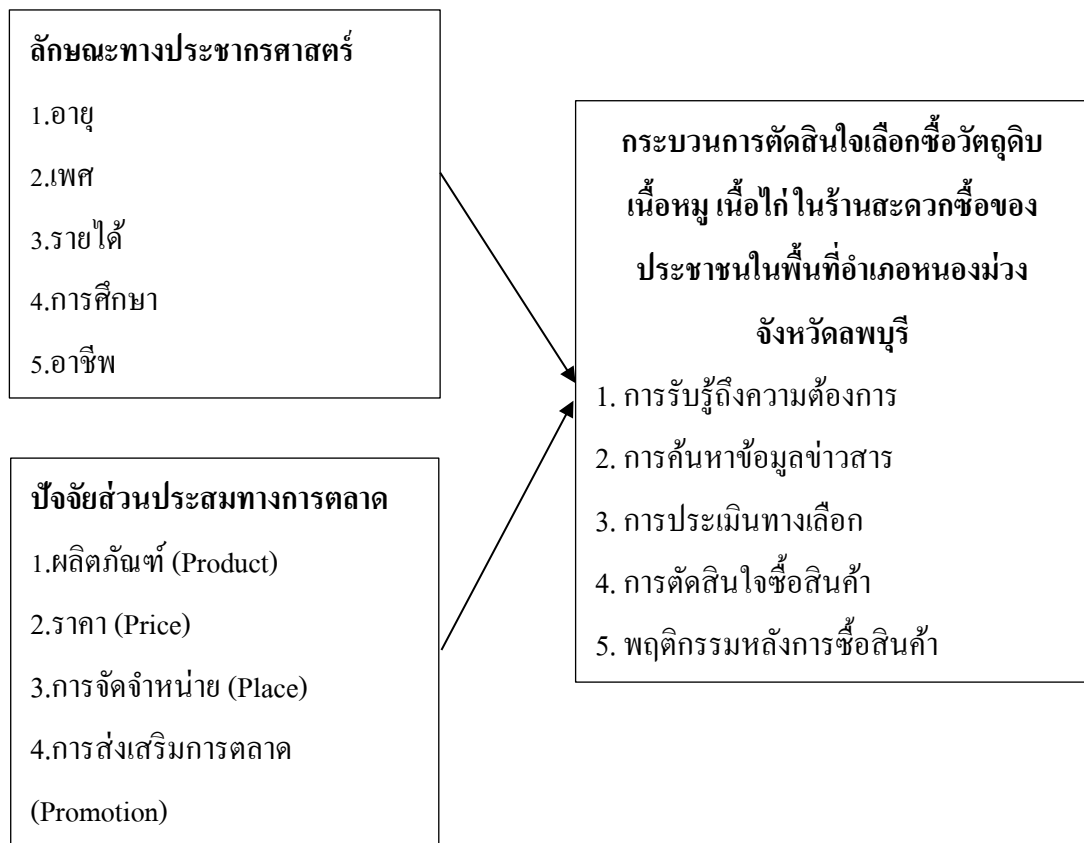 ลักษณะทางประชากรศาสตร์
1.อายุ
2.เพศ
3.รายได้
4.การศึกษา
5.อาชีพ
ปัจจัยส่วนประสมทางการตลาด
1.ผลิตภัณฑ์ (Product)
2.ราคา (Price)
3.การจัดจำหน่าย (Place)
4.การส่งเสริมการตลาด
(Promotion)
กระบวนการตัดสินใจเลือกซื้อวัตถุดิบ
เนื้อหมู เนื้อไก่ ในร้านสะดวกซื้อของ
ประชาชนในพื้นที่อำเภอหนองม่วง
จังหวัดลพบุรี
1. การรับรู้ถึงความต้องการ
2. การค้นหาข้อมูลข่าวสาร
3. การประเมินทางเลือก
4. การตัดสินใจซื้อสินค้า
5. พฤติกรรมหลังการซื้อสินค้า